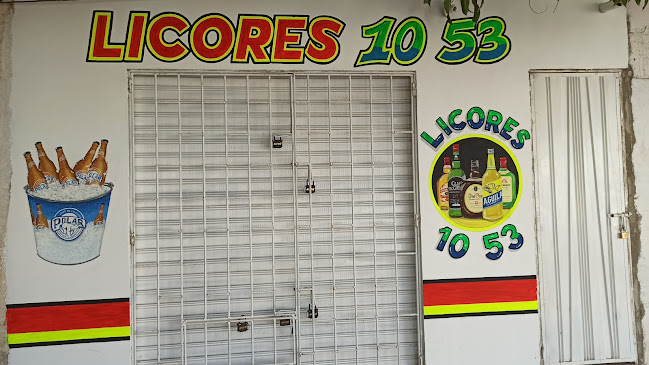 LICORES 10 53
POLAR
LICORES
AGUILA
10 53